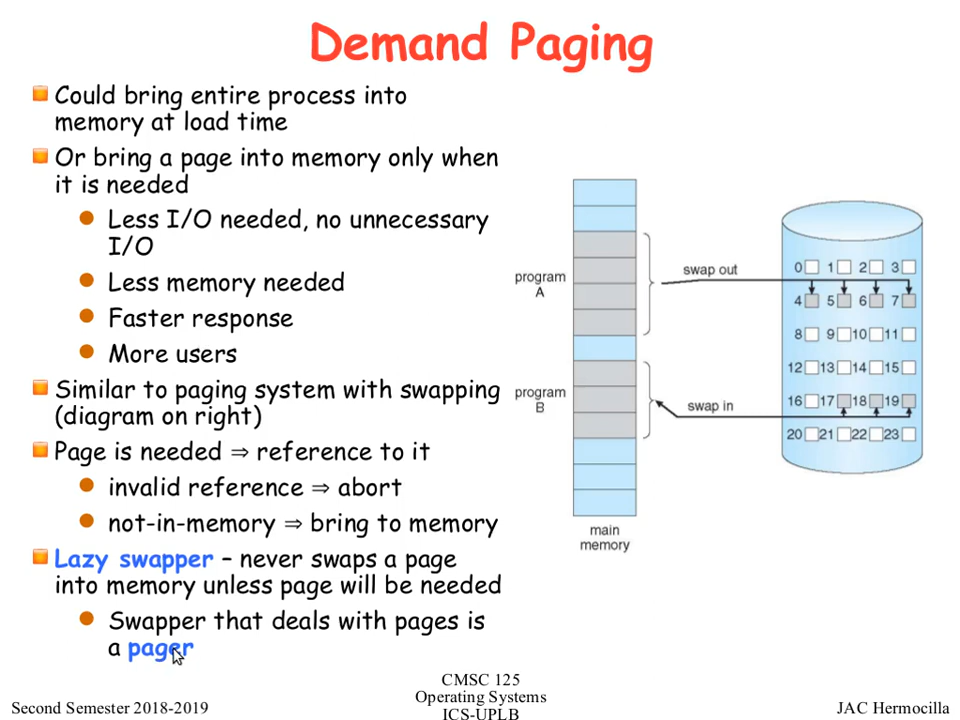 Demand Paging
Could bring entire process into
memory at load time
Or bring a page into memory only when
it is needed
Less I/O needed, no unnecessary
I/O
Less memory needed
Faster response
More users
Similar to paging system with swapping
(diagram on right)
Page is needed ⇒ reference to it
invalid reference ⇒ abort
not-in-memory ⇒ bring to memory
Lazy swapper – never swaps a page
into memory unless page will be needed
Swapper that deals with pages is
a pager
program
A
program
B
main
memory
swap out
swap in
0 1 2 3
4 5 6 7
8 9 10 11
12 13 14 15
16 17 18 19
20 21 22 23
Second Semester 2018-2019
CMSC 125
Operating Systems
ICS-UPLB
JAC Hermocilla